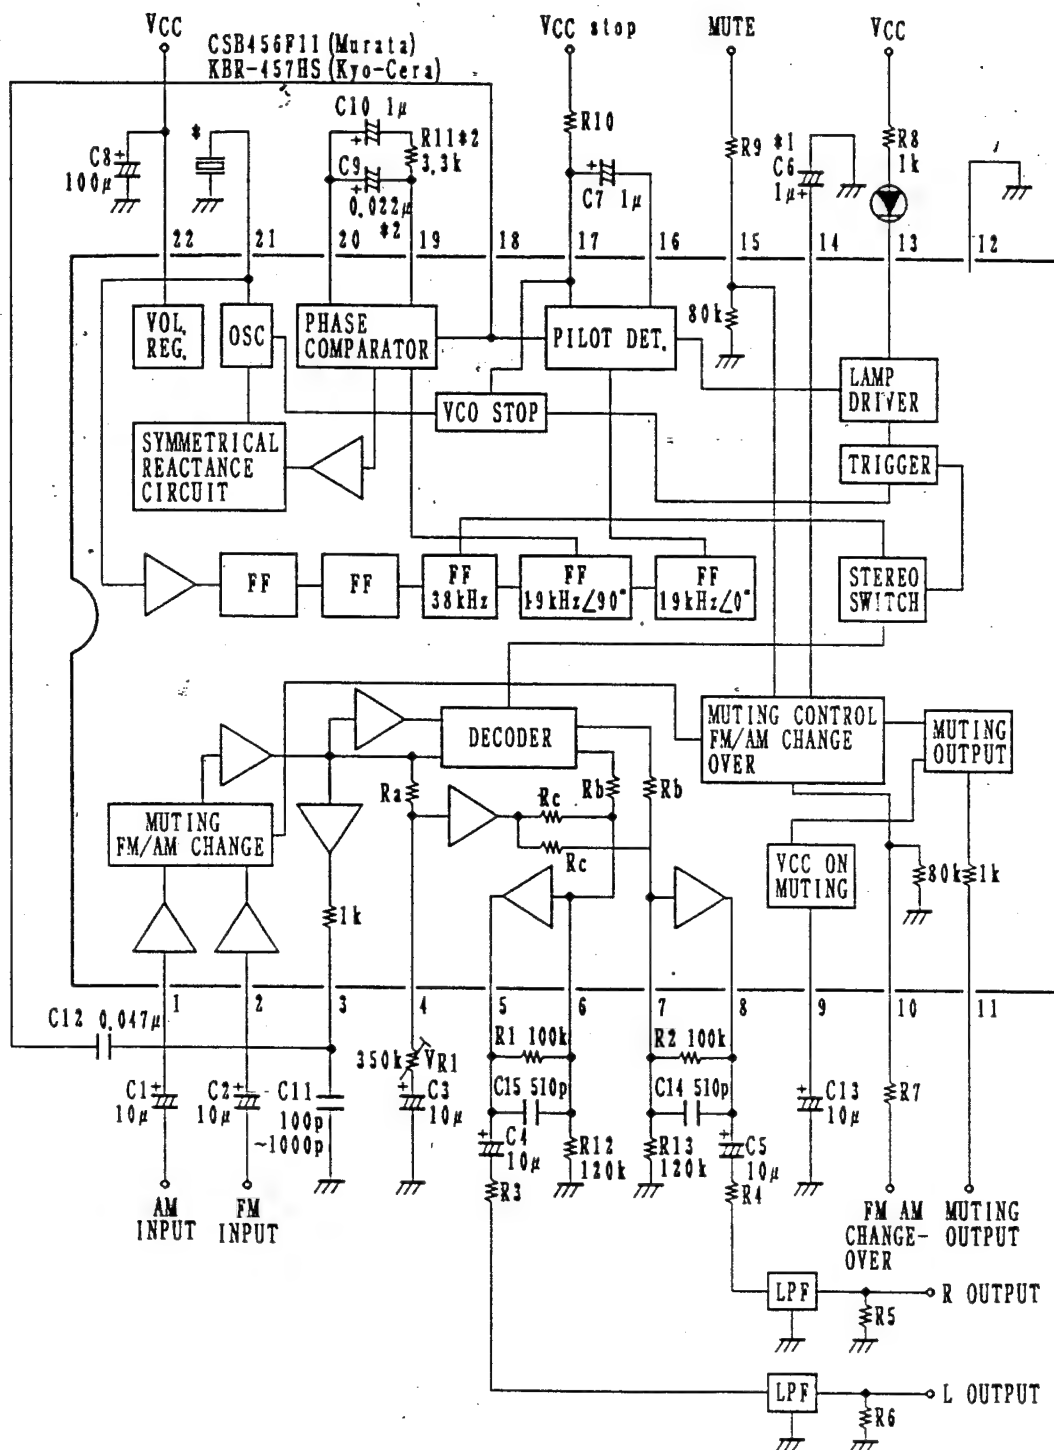 VCC
CSB456F11(Murata)
KBR-457HS(Kyo-Cera)
VCC stop
MUTE
VCC
C10 1μ
R11*2
3.3k
C9
0.022μ
*2
*
C8
100μ
R10
C7 1μ
R9
*1
C6
1μ
R8
1k
22
21
20
19
18
17
16
15
14
13
12
VOL.
REG.
OSC
PHASE
COMPARATOR
PILOT DET.
80k
VCO STOP
LAMP
DRIVER
SYMMETRICAL
REACTANCE
CIRCUIT
TRIGGER
FF
FF
FF
38kHz
FF
19kHz∠90°
FF
19kHz∠0°
STEREO
SWITCH
DECODER
MUTING CONTROL
FM/AM CHANGE
OVER
MUTING
OUTPUT
Ra
Rb
Rb
Rc
Rc
MUTING
FM/AM CHANGE
1k
VCC ON
MUTING
80k
1k
1
2
3
4
5
6
7
8
9
10
11
C12 0.047μ
350k
VR1
R1 100k
R2 100k
C1
10μ
C2
10μ
C11
100p
~1000p
C3
10μ
C15 510p
C14 510p
C4
10μ
R12
120k
R13
120k
C5
10μ
C13
10μ
R7
R3
R4
AM
INPUT
FM
INPUT
FM AM
CHANGE-
OVER
MUTING
OUTPUT
LPF
R OUTPUT
R5
LPF
L OUTPUT
R6